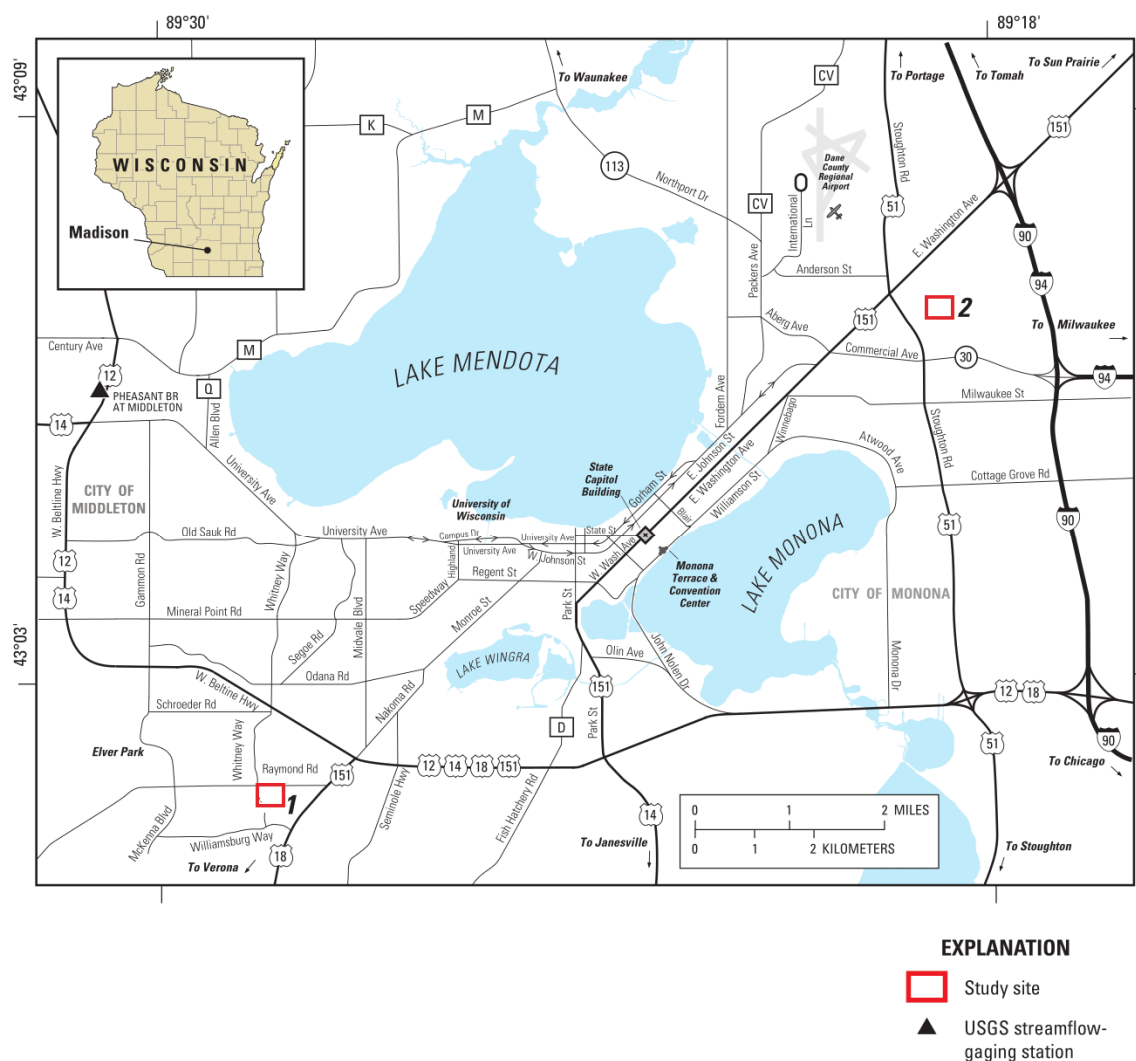 89°30'
89°18'
43°09'
43°03'
WISCONSIN
Madison
To Waunakee
To Portage
To Tomah
To Sun Prairie
CV
M
K
113
Northport Dr
CV
Packers Ave
International
Ln
Dane
County
Regional
Airport
Stoughton Rd
51
151
E. Washington Ave
90
94
Anderson St
2
151
Aberg Ave
Commercial Ave
30
To
Milwaukee
94
Century Ave
M
12
Q
PHEASANT BR
AT MIDDLETON
Allen Blvd
14
LAKE MENDOTA
Fordem Ave
Milwaukee St
Winnebago
Atwood Ave
Stoughton Rd
Cottage Grove Rd
University Ave
W. Beltline Hwy
CITY OF
MIDDLETON
State
Capitol
Building
Gorham St
E. Johnson St
E. Washington Ave
Williamson St
Blair
University of
Wisconsin
Old Sauk Rd
University Ave
Campus Dr
University Ave
State St
Highland
University Ave
W. Johnson St
W. Wash Ave
Regent St
12
14
Gammon Rd
Whitney Way
Mineral Point Rd
Speedway
Monroe St
Park St
Monona
Terrace &
Convention
Center
LAKE MONONA
CITY OF MONONA
51
90
Segoe Rd
Midvale Blvd
LAKE WINGRA
Olin Ave
John Nolen Dr
Monona Dr
Odana Rd
W. Beltline Hwy
Nakoma Rd
151
Park St
12
18
Schroeder Rd
Whitney Way
Elver Park
D
51
90
To Chicago
Raymond Rd
151
12
14
18
151
Seminole Hwy
Fish Hatchery Rd
1
McKenna Blvd
Williamsburg Way
14
18
To Verona
To Janesville
To Stoughton
0 1 2 MILES
0 1 2 KILOMETERS
EXPLANATION
Study site
USGS streamflow-
gaging station